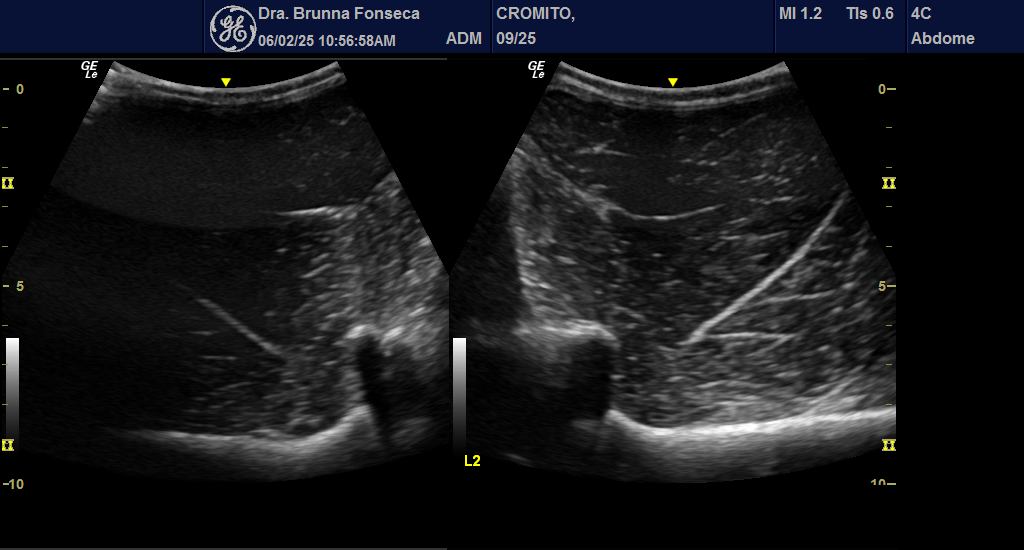 Dra. Brunna Fonseca
06/02/25 10:56:58AM ADM
CROMITO,
09/25
MI 1.2 TIs 0.6
4C
Abdome
GE
Le
GE
Le
0
5
10
0
5
10
L2